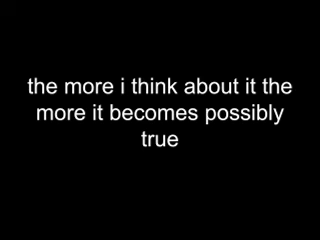 the more i think about it the
more it becomes possibly
true